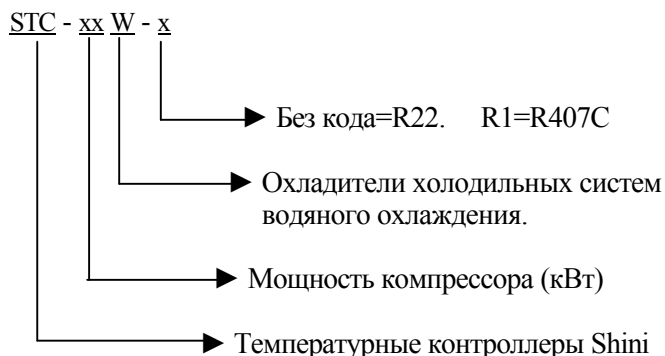 STC - xx W - x
Без кода=R22. R1=R407C
Охладители холодильных систем
водяного охлаждения.
Мощность компрессора (кВт)
Температурные контроллеры Shini